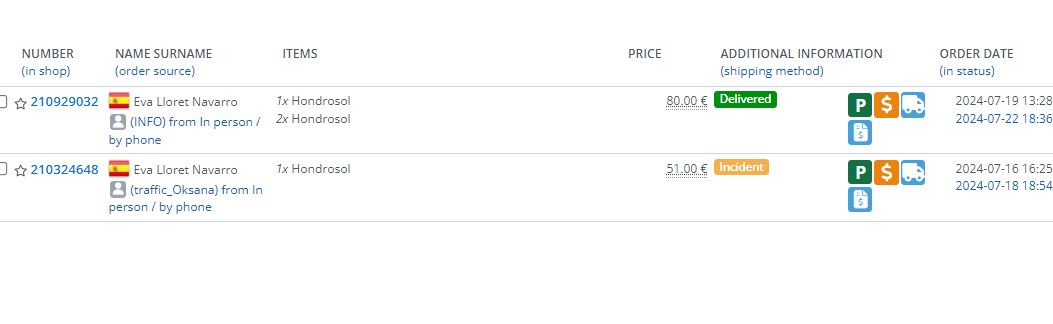 NUMBER NAME SURNAME ITEMS PRICE ADDITIONAL INFORMATION ORDER DATE
(in shop) (order source) (shipping method) (in status)
210929032 Eva Lloret Navarro 1x Hondrosol 80.00 € Delivered P $ 2024-07-19 13:28
(INFO) from In person / 2x Hondrosol 2024-07-22 18:36
by phone $
210324648 Eva Lloret Navarro 1x Hondrosol 51.00 € Incident P $ 2024-07-16 16:25
(traffic_Oksana) from In 2024-07-18 18:54
person / by phone $